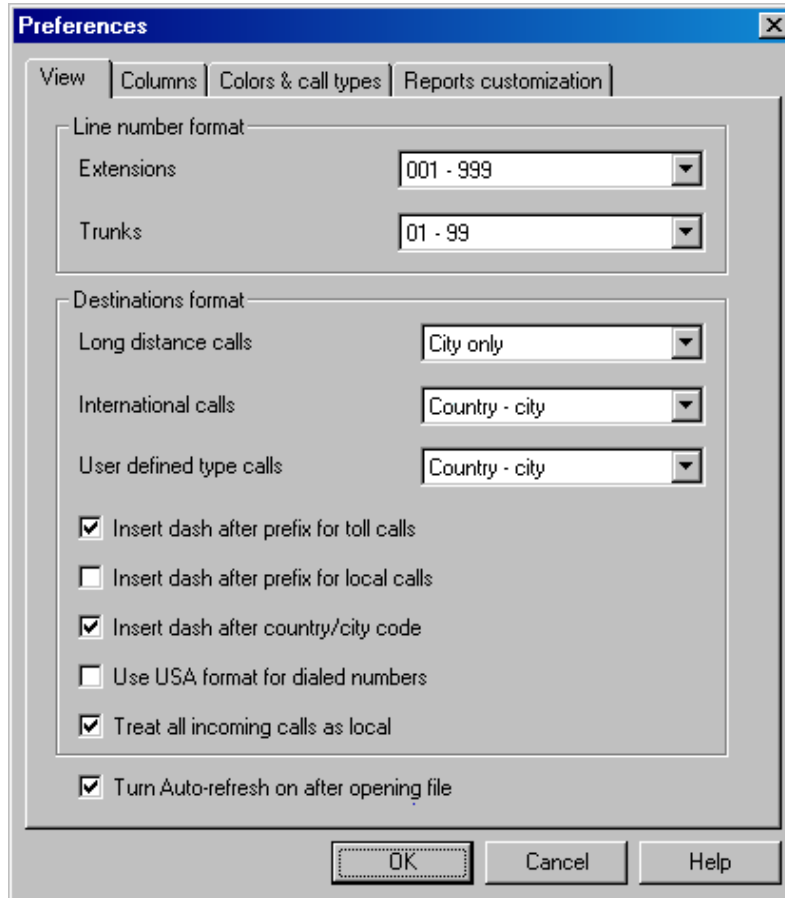 Preferences
View Columns Colors & call types Reports customization
Line number format
Extensions 001 - 999
Trunks 01 - 99
Destinations format
Long distance calls City only
International calls Country - city
User defined type calls Country - city
Insert dash after prefix for toll calls
Insert dash after prefix for local calls
Insert dash after country/city code
Use USA format for dialed numbers
Treat all incoming calls as local
Turn Auto-refresh on after opening file
OK Cancel Help